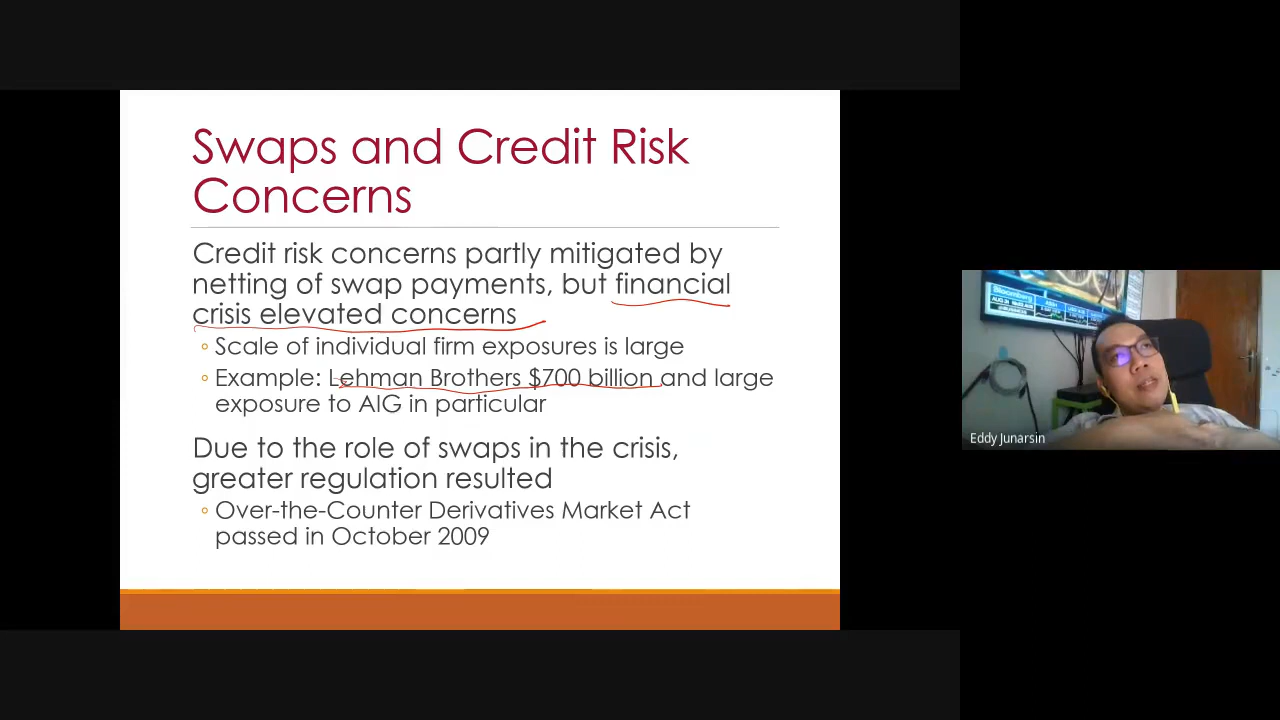 Swaps and Credit Risk
Concerns
Credit risk concerns partly mitigated by
netting of swap payments, but financial
crisis elevated concerns
◦ Scale of individual firm exposures is large
◦ Example: Lehman Brothers $700 billion and large
exposure to AIG in particular
Due to the role of swaps in the crisis,
greater regulation resulted
◦ Over-the-Counter Derivatives Market Act
passed in October 2009
Bloomberg
Eddy Junarsin